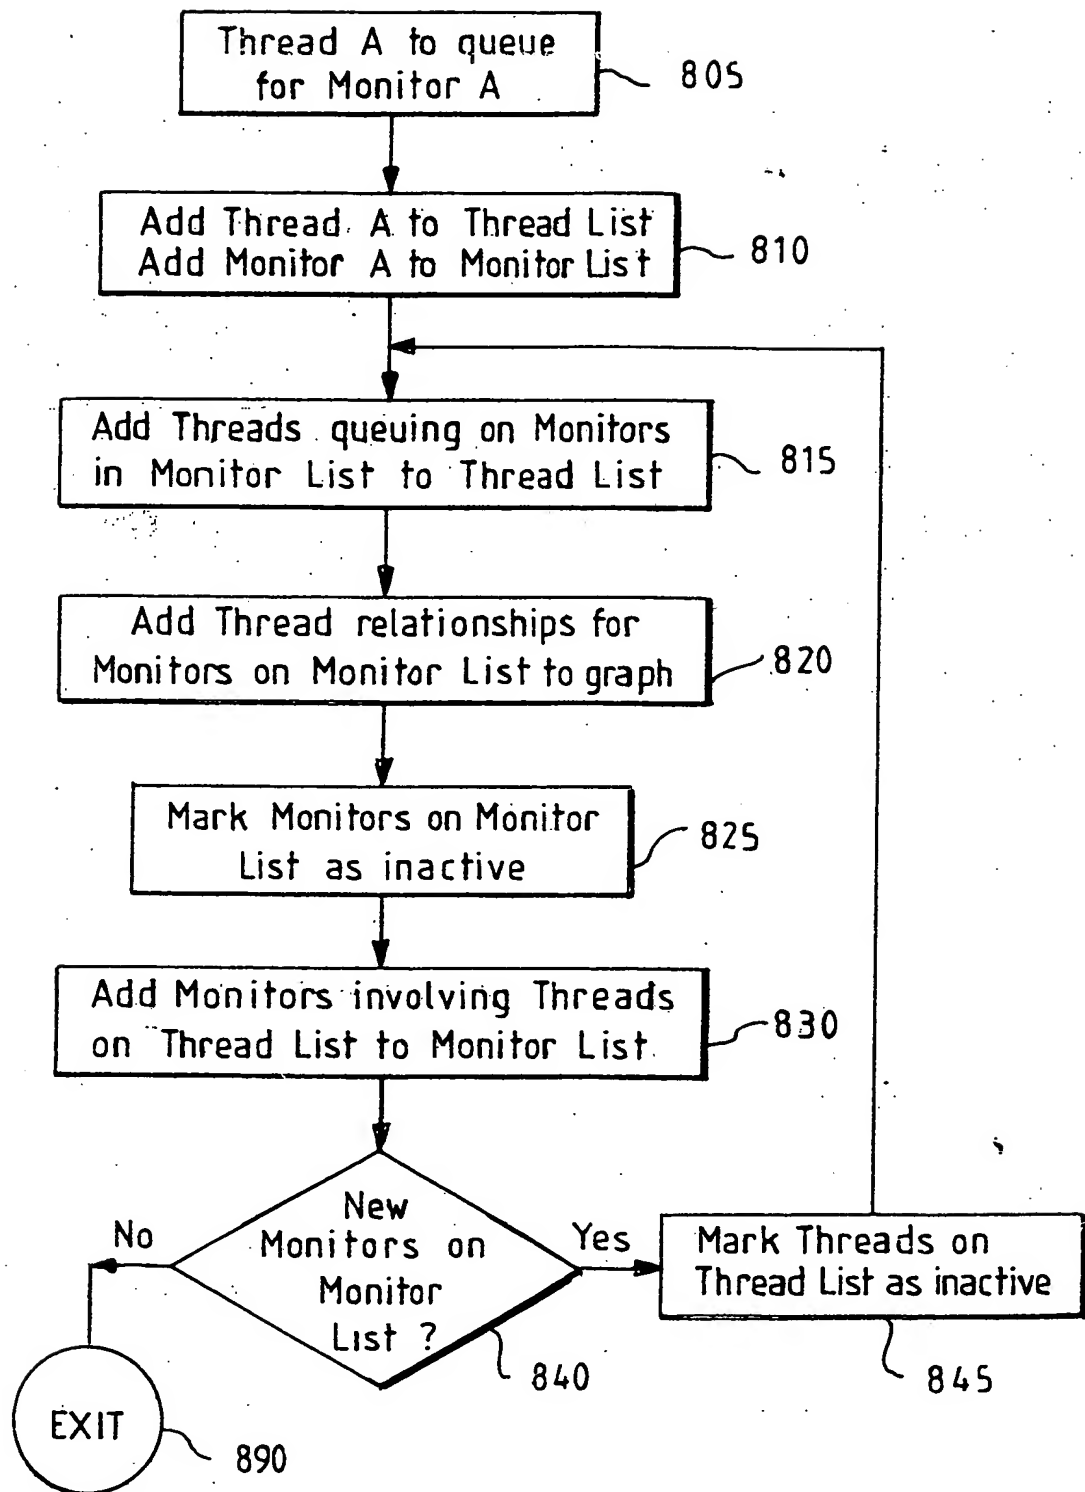 Thread A to queue
for Monitor A
805
Add Thread A to Thread List
Add Monitor A to Monitor List
810
Add Threads queuing on Monitors
in Monitor List to Thread List
815
Add Thread relationships for
Monitors on Monitor List to graph
820
Mark Monitors on Monitor
List as inactive
825
Add Monitors involving Threads
on Thread List to Monitor List
830
New
Monitors on
Monitor
List ?
840
No
Yes
Mark Threads on
Thread List as inactive
845
EXIT
890